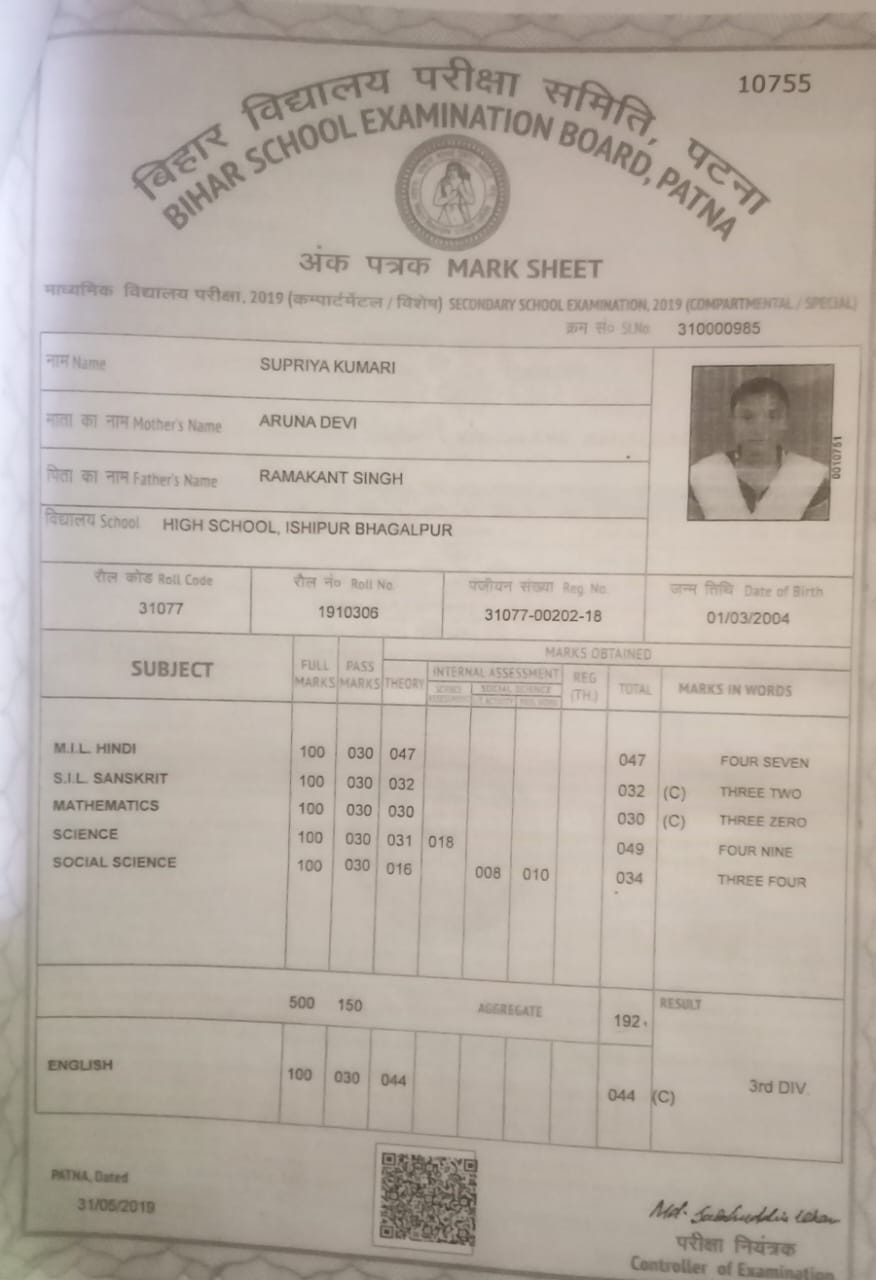 10755
बिहार विद्यालय परीक्षा समिति, पटना
BIHAR SCHOOL EXAMINATION BOARD, PATNA
अंक पत्रक MARK SHEET
माध्यमिक विद्यालय परीक्षा, 2019 (कम्पार्टमेंटल / विशेष) SECONDARY SCHOOL EXAMINATION, 2019 (COMPARTMENTAL / SPECIAL)
क्रम सं० Sl.No. 310000985
नाम Name SUPRIYA KUMARI
माता का नाम Mother's Name ARUNA DEVI
0010751
पिता का नाम Father's Name RAMAKANT SINGH
विद्यालय School HIGH SCHOOL, ISHIPUR BHAGALPUR
रौल कोड Roll Code रौल नं० Roll No. पंजीयन संख्या Reg. No. जन्म तिथि Date of Birth
31077 1910306 31077-00202-18 01/03/2004
MARKS OBTAINED
SUBJECT FULL MARKS PASS MARKS THEORY INTERNAL ASSESSMENT REG (TH.) TOTAL MARKS IN WORDS
SOCIAL SCIENCE
M.I.L. HINDI 100 030 047 047 FOUR SEVEN
S.I.L. SANSKRIT 100 030 032 032 (C) THREE TWO
MATHEMATICS 100 030 030 030 (C) THREE ZERO
SCIENCE 100 030 031 018 049 FOUR NINE
SOCIAL SCIENCE 100 030 016 008 010 034 THREE FOUR
500 150 AGGREGATE 192 RESULT
ENGLISH 100 030 044 044 (C) 3rd DIV.
PATNA, Dated
31/05/2019
परीक्षा नियंत्रक
Controller of Examination